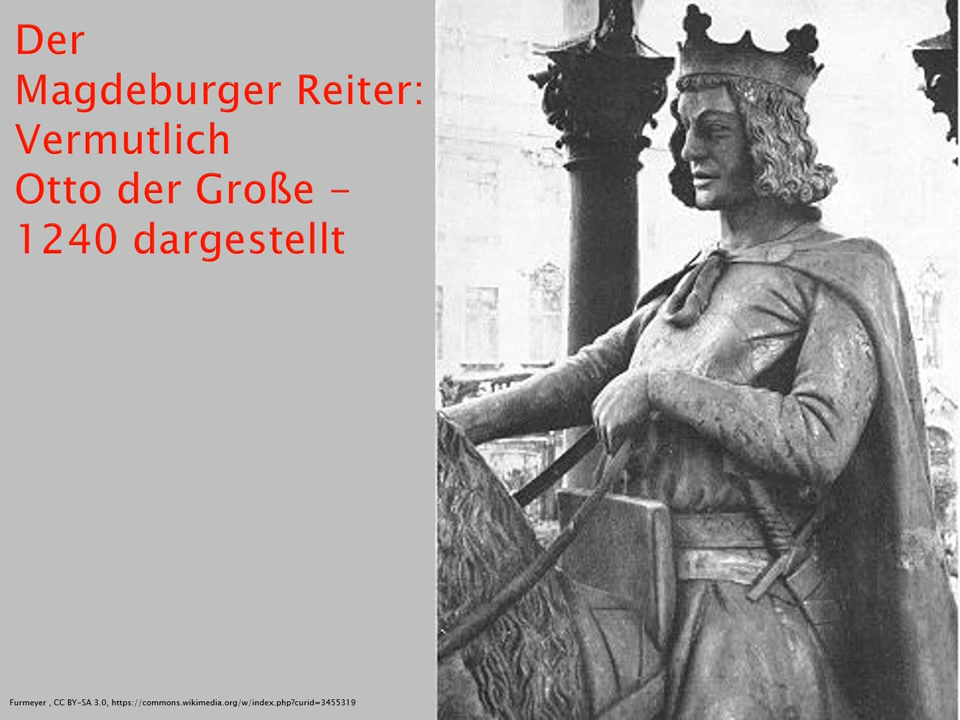 Der
Magdeburger Reiter:
Vermutlich
Otto der Große –
1240 dargestellt
Furmeyer , CC BY-SA 3.0, https://commons.wikimedia.org/w/index.php?curid=3455319